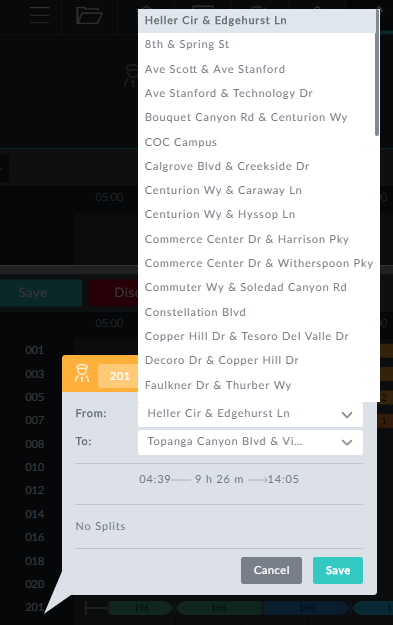 Heller Cir & Edgehurst Ln
8th & Spring St
Ave Scott & Ave Stanford
Ave Stanford & Technology Dr
Bouquet Canyon Rd & Centurion Wy
COC Campus
Calgrove Blvd & Creekside Dr
05:00
Centurion Wy & Caraway Ln
Centurion Wy & Hyssop Ln
Commerce Center Dr & Harrison Pky
Commerce Center Dr & Witherspoon Pky
Save
Commuter Wy & Soledad Canyon Rd
Constellation Blvd
05:00
Copper Hill Dr & Tesoro Del Valle Dr
001
Decoro Dr & Copper Hill Dr
003
201
Faulkner Dr & Thurber Wy
005
From: Heller Cir & Edgehurst Ln
007
To: Topanga Canyon Blvd & Vi...
008
010
04:39 9 h 26 m 14:05
012
014
No Splits
016
018
Cancel Save
020
201 196 196 190